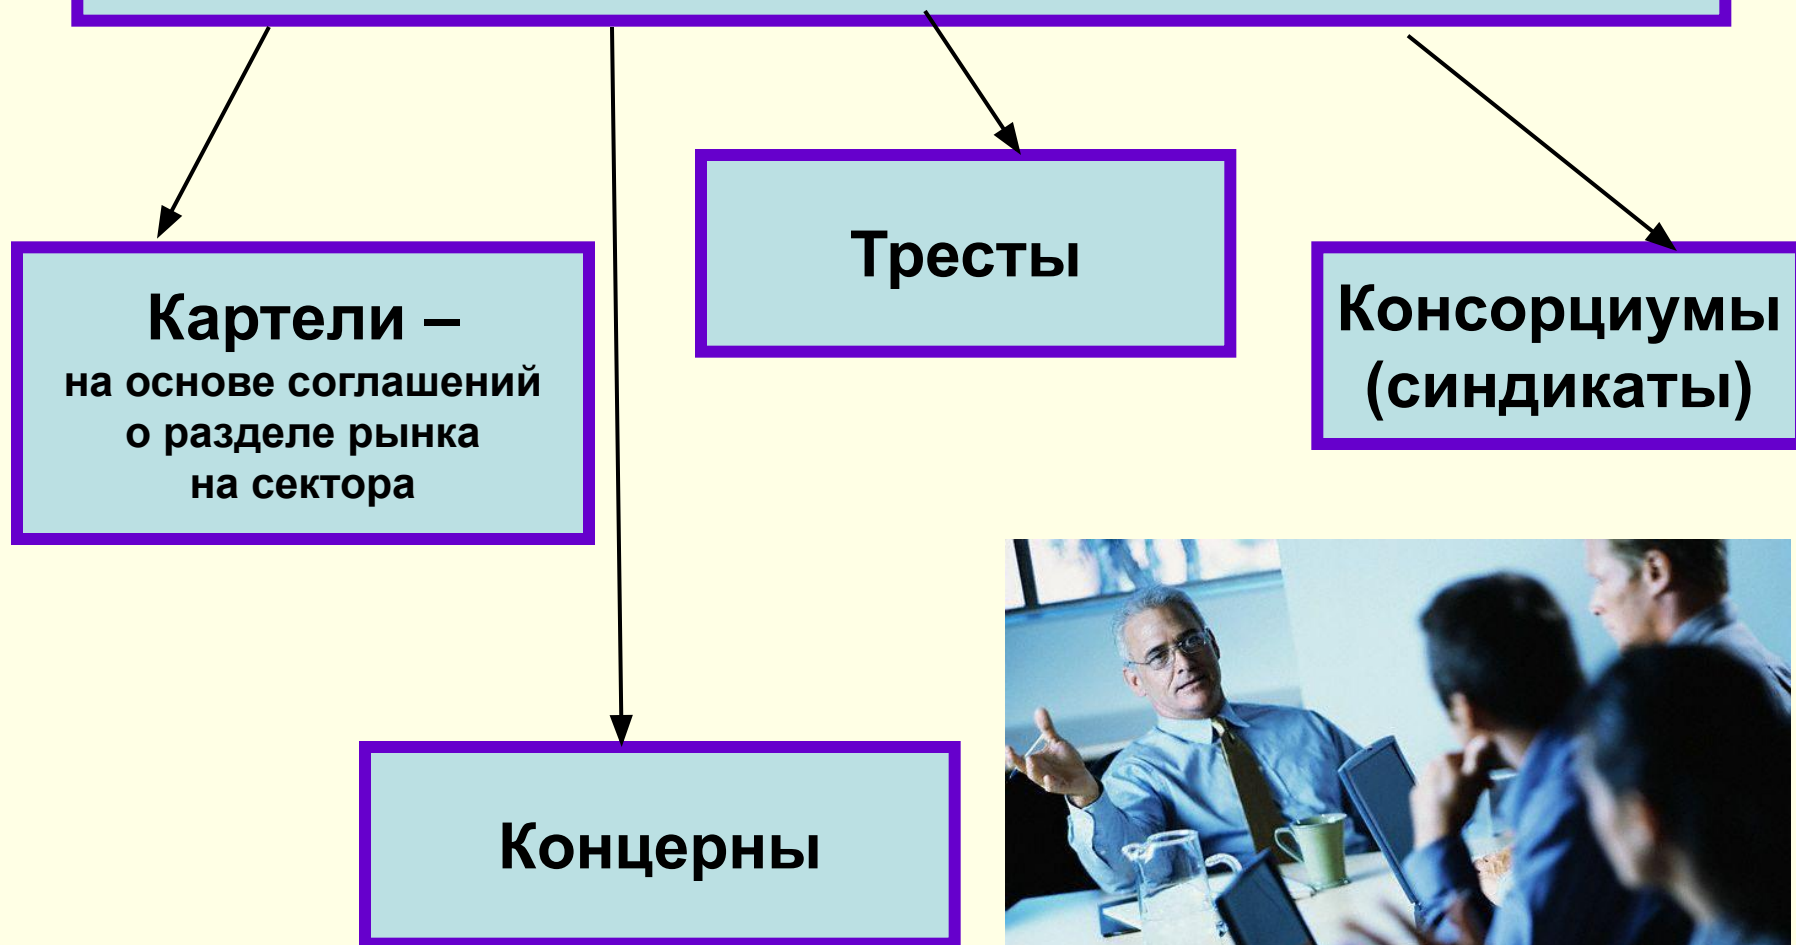 Тресты
Картели –
на основе соглашений
о разделе рынка
на сектора
Консорциумы
(синдикаты)
Концерны